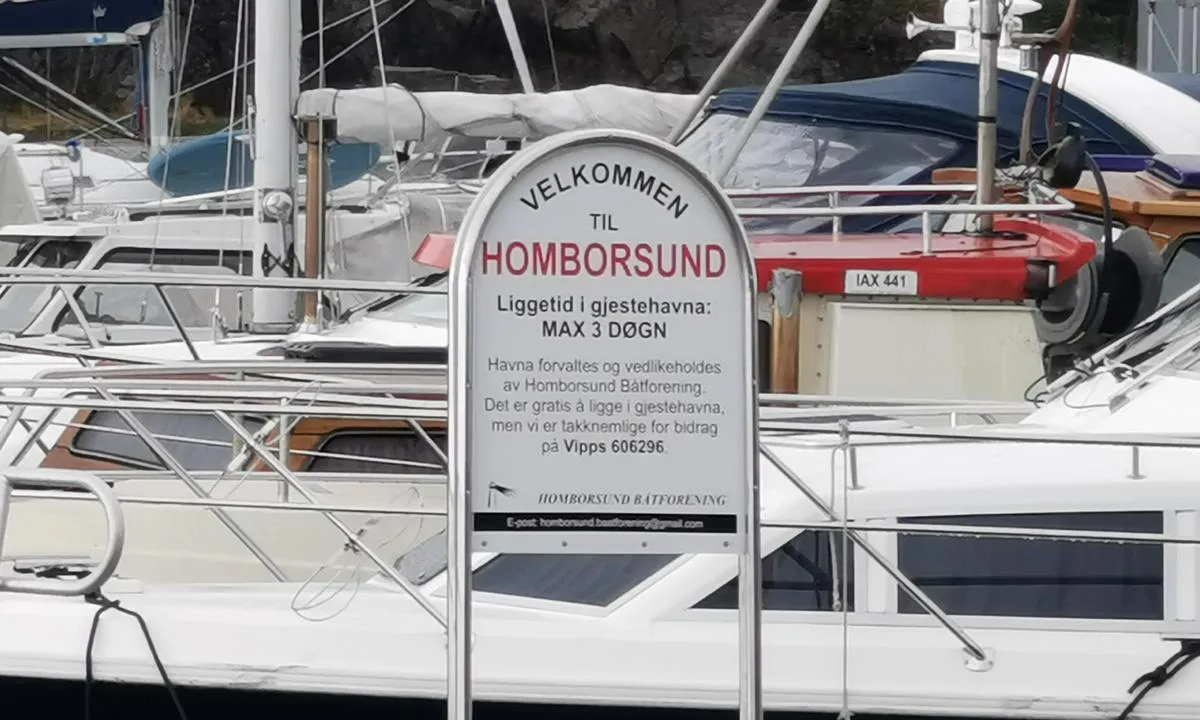 VELKOMMEN
TIL
HOMBORSUND
Liggetid i gjestehavna:
MAX 3 DØGN
Havna forvaltes og vedlikeholdes
av Homborsund Båtforening.
Det er gratis å ligge i gjestehavna,
men vi er takknemlige for bidrag
på Vipps 606296.
HOMBORSUND BÅTFORENING
E-post: homborsund.baatforening@gmail.com
IAX 441